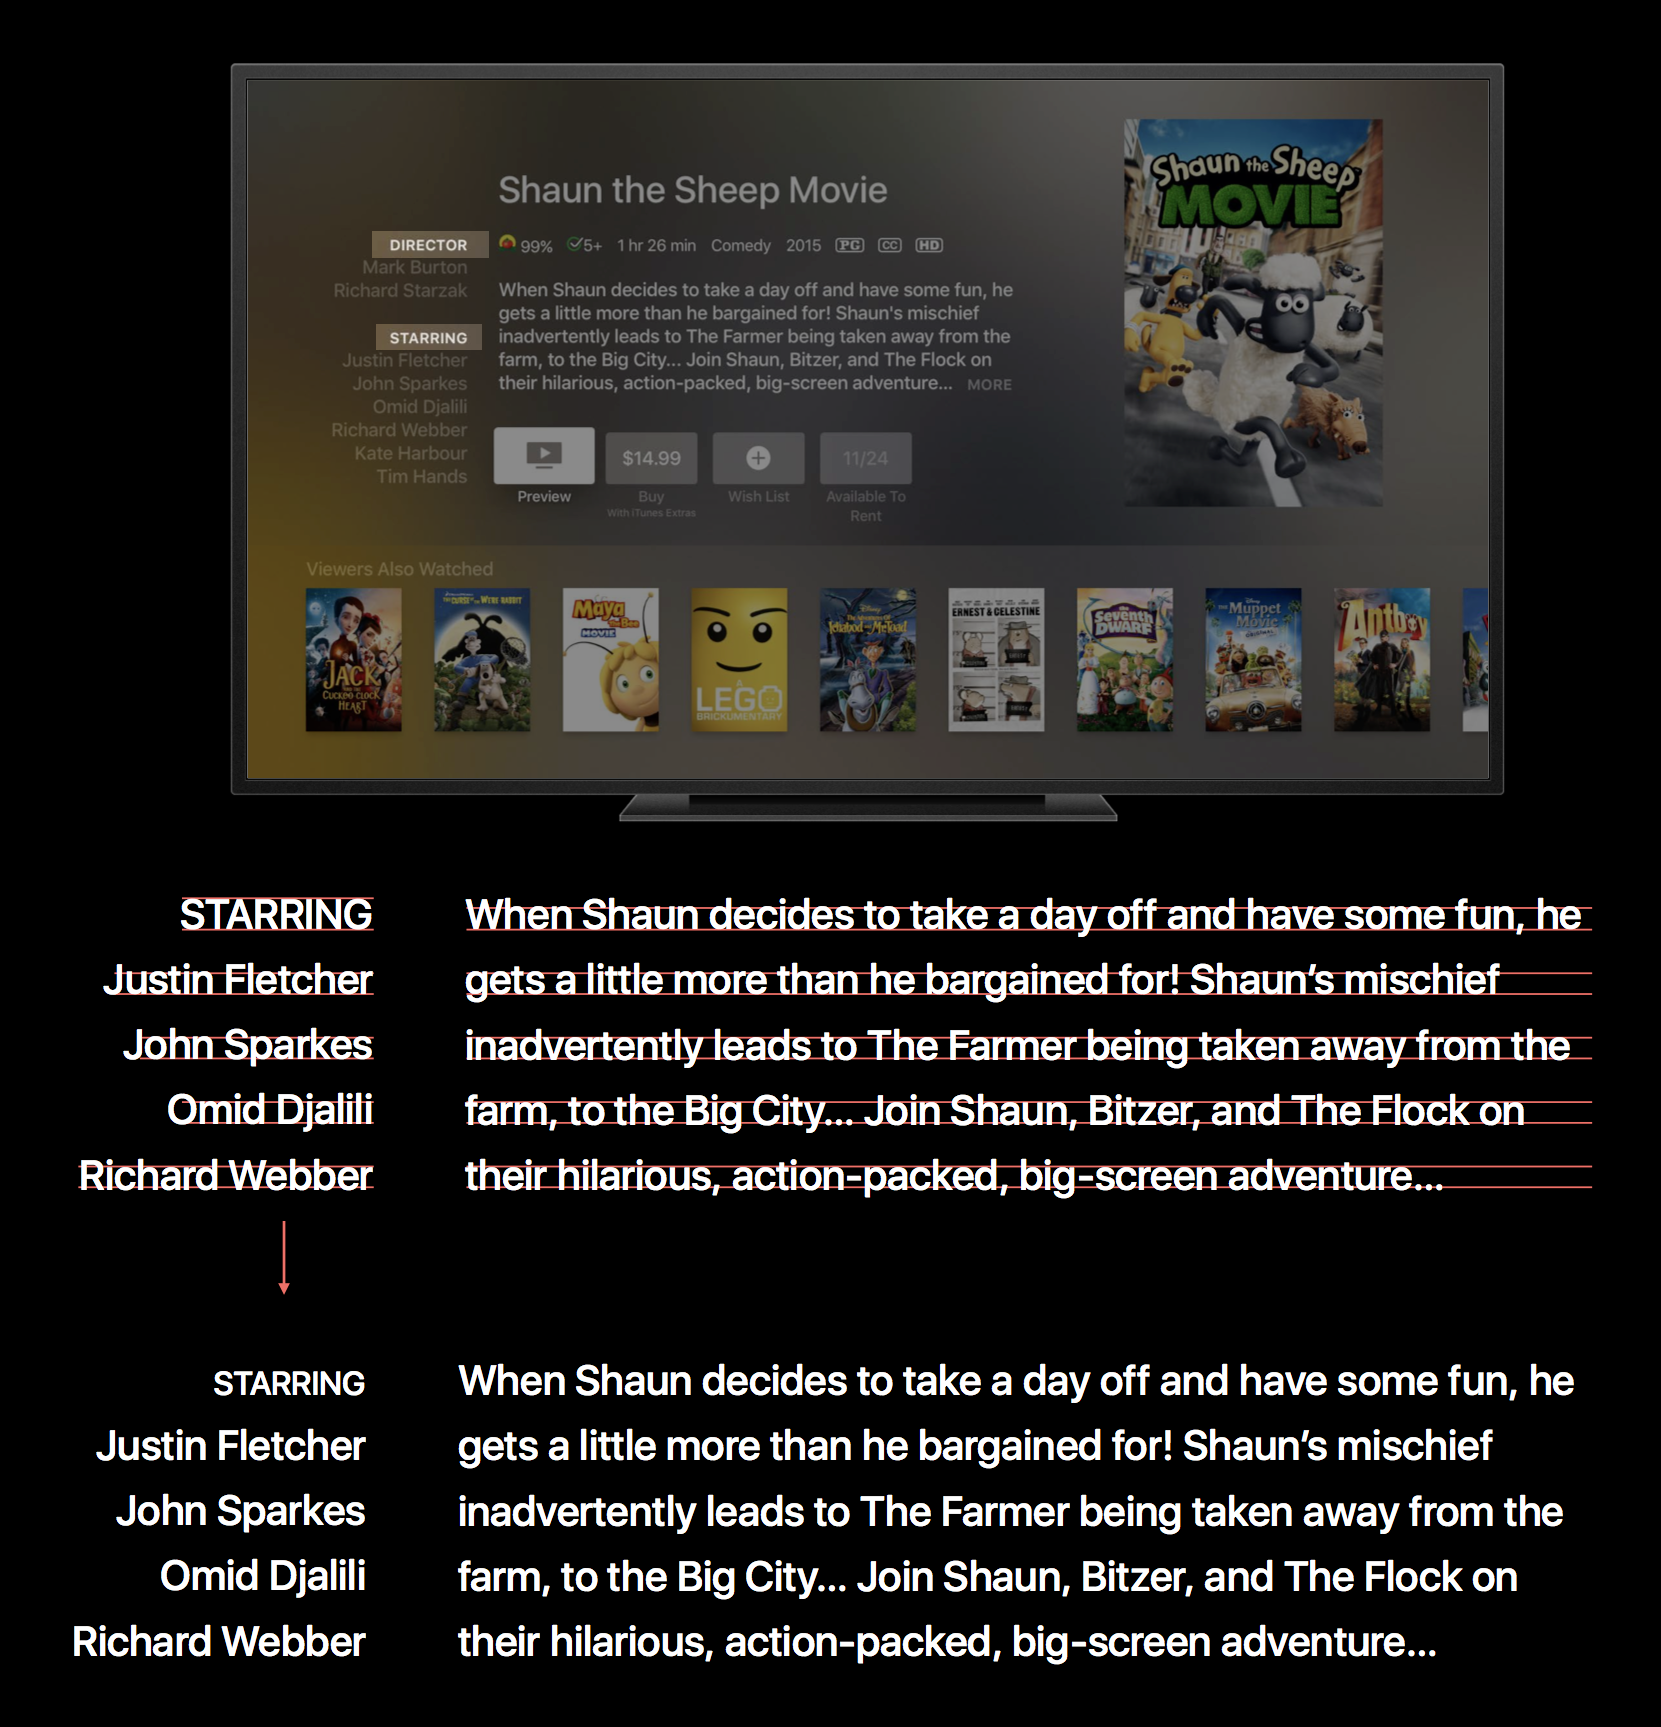 Shaun the Sheep Movie
DIRECTOR
Mark Burton
Richard Starzak
STARRING
Justin Fletcher
John Sparkes
Omid Djalili
Richard Webber
Kate Harbour
Tim Hands
99% 5+ 1 hr 26 min Comedy 2015 PG CC HD
When Shaun decides to take a day off and have some fun, he
gets a little more than he bargained for! Shaun's mischief
inadvertently leads to The Farmer being taken away from the
farm, to the Big City... Join Shaun, Bitzer, and The Flock on
their hilarious, action-packed, big-screen adventure... MORE
Preview
$14.99
Buy
With iTunes Extras
Wish List
11/24
Available To
Rent
Shaun the Sheep
MOVIE
Viewers Also Watched
JACK
AND THE
CUCKOO-CLOCK
HEART
THE CURSE OF THE WERE-RABBIT
Maya
The Bee
MOVIE
A
LEGO
BRICKUMENTARY
Disney
The Adventures Of
Ichabod and Mr.Toad
ERNEST & CELESTINE
the
Seventh
DWARF
Disney
THE Muppet
Movie
Antboy
STARRING
Justin Fletcher
John Sparkes
Omid Djalili
Richard Webber
When Shaun decides to take a day off and have some fun, he
gets a little more than he bargained for! Shaun’s mischief
inadvertently leads to The Farmer being taken away from the
farm, to the Big City... Join Shaun, Bitzer, and The Flock on
their hilarious, action-packed, big-screen adventure...
STARRING
Justin Fletcher
John Sparkes
Omid Djalili
Richard Webber
When Shaun decides to take a day off and have some fun, he
gets a little more than he bargained for! Shaun’s mischief
inadvertently leads to The Farmer being taken away from the
farm, to the Big City... Join Shaun, Bitzer, and The Flock on
their hilarious, action-packed, big-screen adventure...